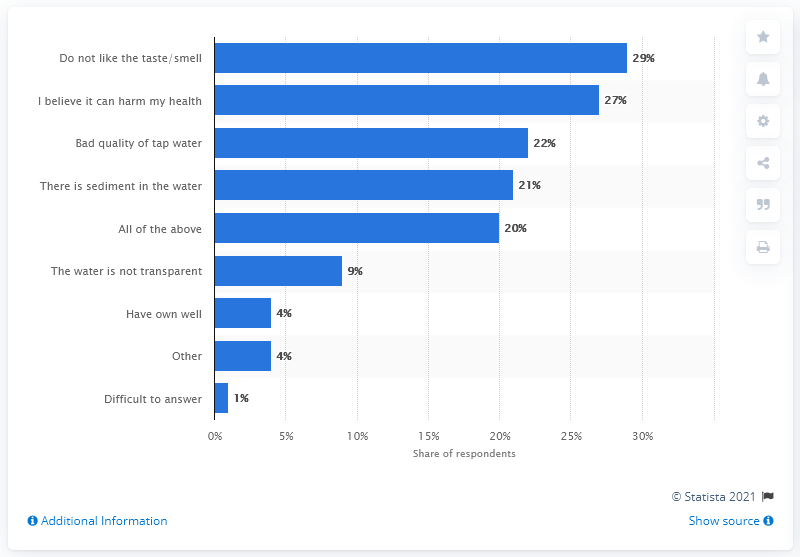 Do not like the taste/smell 29%
I believe it can harm my health 27%
Bad quality of tap water 22%
There is sediment in the water 21%
All of the above 20%
The water is not transparent 9%
Have own well 4%
Other 4%
Difficult to answer 1%
0% 5% 10% 15% 20% 25% 30%
Share of respondents
© Statista 2021
Additional Information Show source